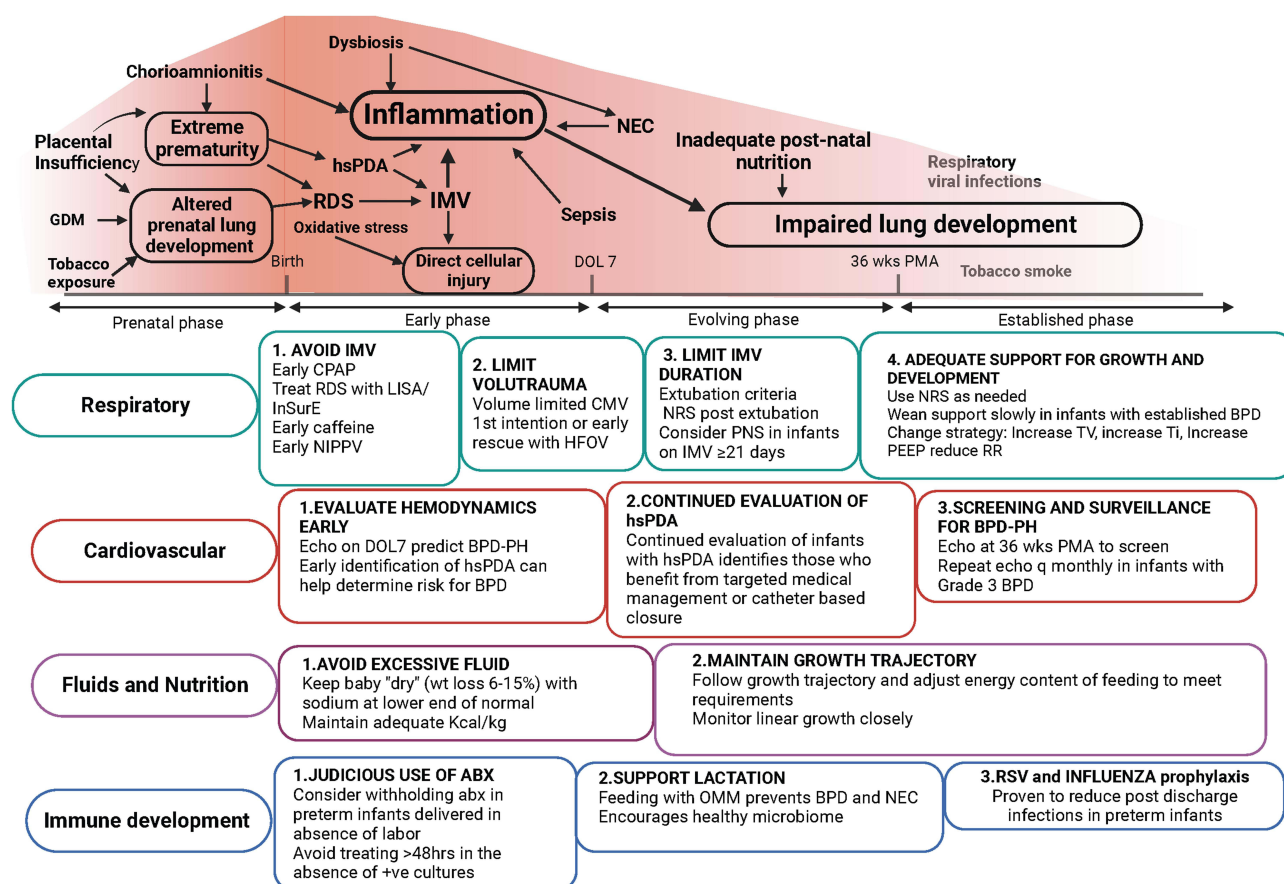 Dysbiosis
Chorioamnionitis
Inflammation
Extreme
prematurity
NEC
Placental
Insufficiency
Inadequate post-natal
nutrition
Respiratory
viral infections
hsPDA
RDS
IMV
Altered
prenatal lung
development
GDM
Sepsis
Impaired lung development
Oxidative stress
Tobacco
exposure
Birth
Direct cellular
injury
DOL 7
36 wks PMA
Tobacco smoke
Prenatal phase
Early phase
Evolving phase
Established phase
Respiratory
1. AVOID IMV
Early CPAP
Treat RDS with LISA/
InSurE
Early caffeine
Early NIPPV
2. LIMIT
VOLUTRAUMA
Volume limited CMV
1st intention or early
rescue with HFOV
3. LIMIT IMV
DURATION
Extubation criteria
NRS post extubation
Consider PNS in infants
on IMV ≥21 days
4. ADEQUATE SUPPORT FOR GROWTH AND
DEVELOPMENT
Use NRS as needed
Wean support slowly in infants with established BPD
Change strategy: Increase TV, increase Ti, Increase
PEEP reduce RR
Cardiovascular
1.EVALUATE HEMODYNAMICS
EARLY
Echo on DOL7 predict BPD-PH
Early identification of hsPDA can
help determine risk for BPD
2.CONTINUED EVALUATION OF
hsPDA
Continued evaluation of infants
with hsPDA identifies those who
benefit from targeted medical
management or catheter based
closure
3.SCREENING AND SURVEILLANCE
FOR BPD-PH
Echo at 36 wks PMA to screen
Repeat echo q monthly in infants with
Grade 3 BPD
Fluids and Nutrition
1.AVOID EXCESSIVE FLUID
Keep baby "dry" (wt loss 6-15%) with
sodium at lower end of normal
Maintain adequate Kcal/kg
2.MAINTAIN GROWTH TRAJECTORY
Follow growth trajectory and adjust energy content of feeding to meet
requirements
Monitor linear growth closely
Immune development
1.JUDICIOUS USE OF ABX
Consider withholding abx in
preterm infants delivered in
absence of labor
Avoid treating >48hrs in the
absence of +ve cultures
2.SUPPORT LACTATION
Feeding with OMM prevents BPD and NEC
Encourages healthy microbiome
3.RSV and INFLUENZA prophylaxis
Proven to reduce post discharge
infections in preterm infants